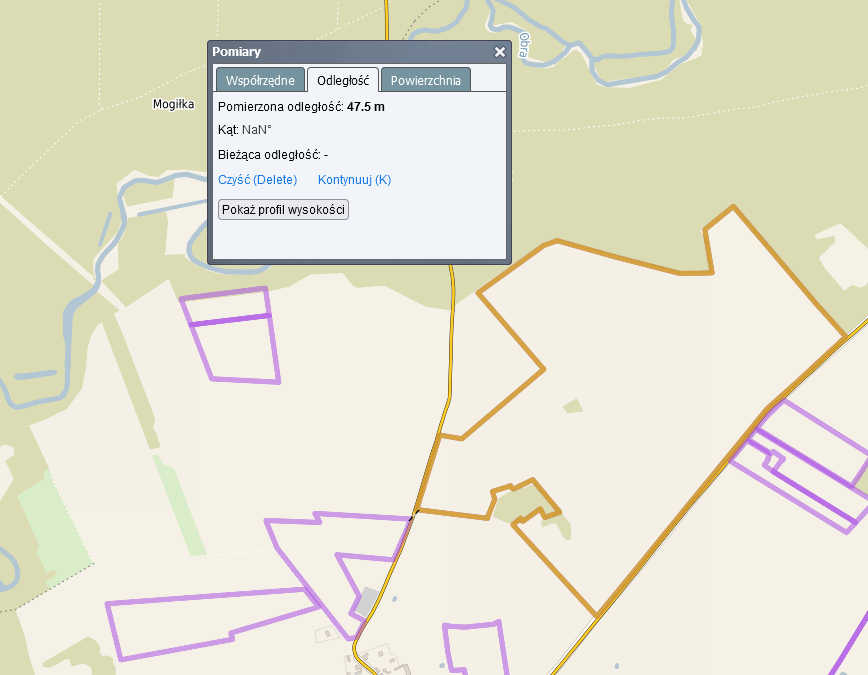 Obra
Pomiary
Współrzędne Odległość Powierzchnia
Mogiłka
Pomierzona odległość: 47.5 m
Kąt: NaN°
Bieżąca odległość: -
Czyść (Delete) Kontynuuj (K)
Pokaż profil wysokości